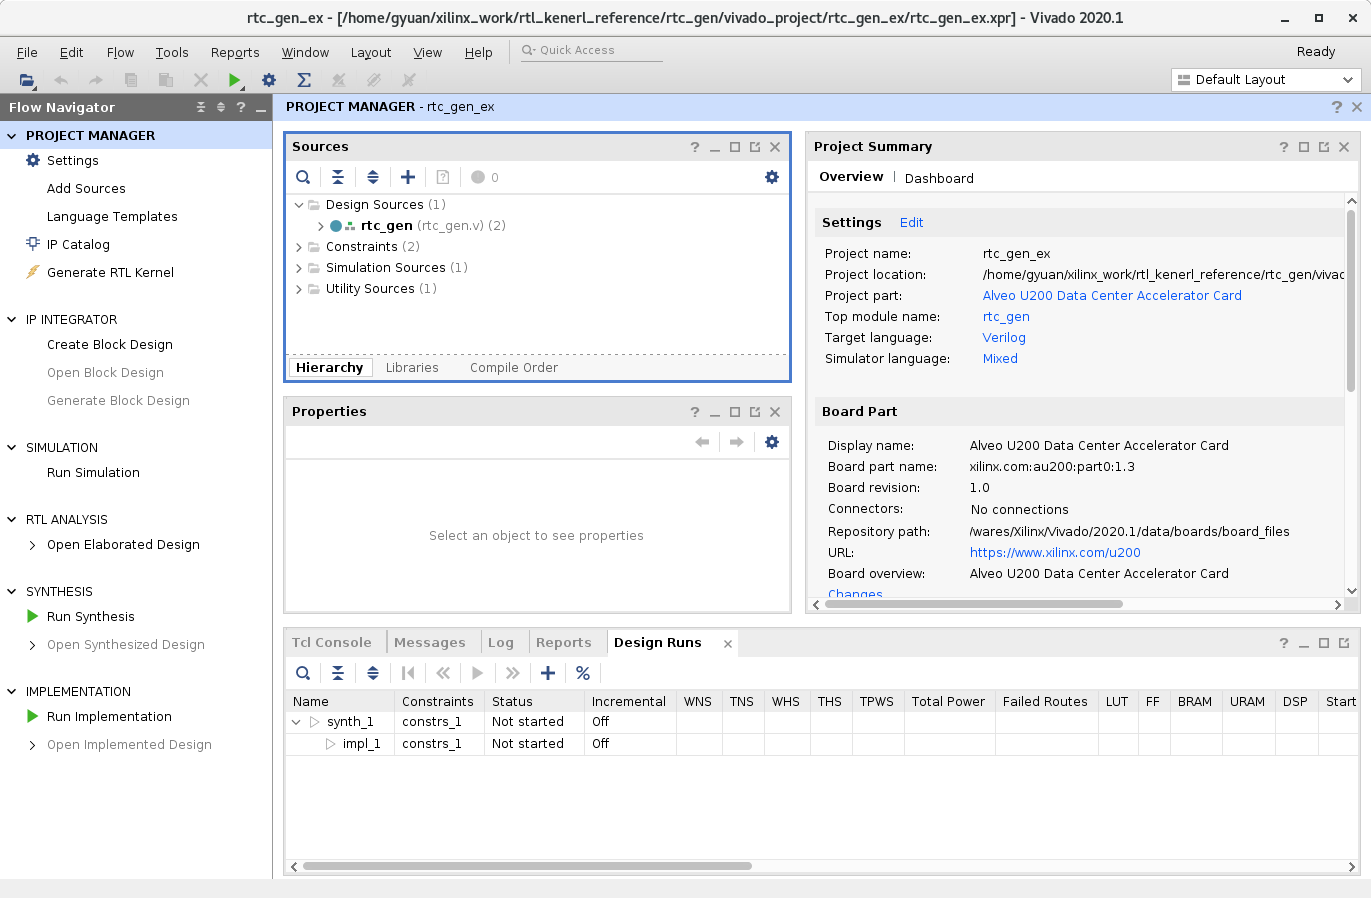 rtc_gen_ex - [/home/gyuan/xilinx_work/rtl_kenerl_reference/rtc_gen/vivado_project/rtc_gen_ex/rtc_gen_ex.xpr] - Vivado 2020.1
File Edit Flow Tools Reports Window Layout View Help Quick Access Ready
Default Layout
Flow Navigator
PROJECT MANAGER
Settings
Add Sources
Language Templates
IP Catalog
Generate RTL Kernel
IP INTEGRATOR
Create Block Design
Open Block Design
Generate Block Design
SIMULATION
Run Simulation
RTL ANALYSIS
Open Elaborated Design
SYNTHESIS
Run Synthesis
Open Synthesized Design
IMPLEMENTATION
Run Implementation
Open Implemented Design
PROJECT MANAGER - rtc_gen_ex
Sources
0
Design Sources (1)
rtc_gen (rtc_gen.v) (2)
Constraints (2)
Simulation Sources (1)
Utility Sources (1)
Hierarchy Libraries Compile Order
Properties
Select an object to see properties
Project Summary
Overview | Dashboard
Settings Edit
Project name: rtc_gen_ex
Project location: /home/gyuan/xilinx_work/rtl_kenerl_reference/rtc_gen/vivac
Project part: Alveo U200 Data Center Accelerator Card
Top module name: rtc_gen
Target language: Verilog
Simulator language: Mixed
Board Part
Display name: Alveo U200 Data Center Accelerator Card
Board part name: xilinx.com:au200:part0:1.3
Board revision: 1.0
Connectors: No connections
Repository path: /wares/Xilinx/Vivado/2020.1/data/boards/board_files
URL: https://www.xilinx.com/u200
Board overview: Alveo U200 Data Center Accelerator Card
Changes
Tcl Console Messages Log Reports Design Runs
Name Constraints Status Incremental WNS TNS WHS THS TPWS Total Power Failed Routes LUT FF BRAM URAM DSP Start
synth_1 constrs_1 Not started Off
impl_1 constrs_1 Not started Off